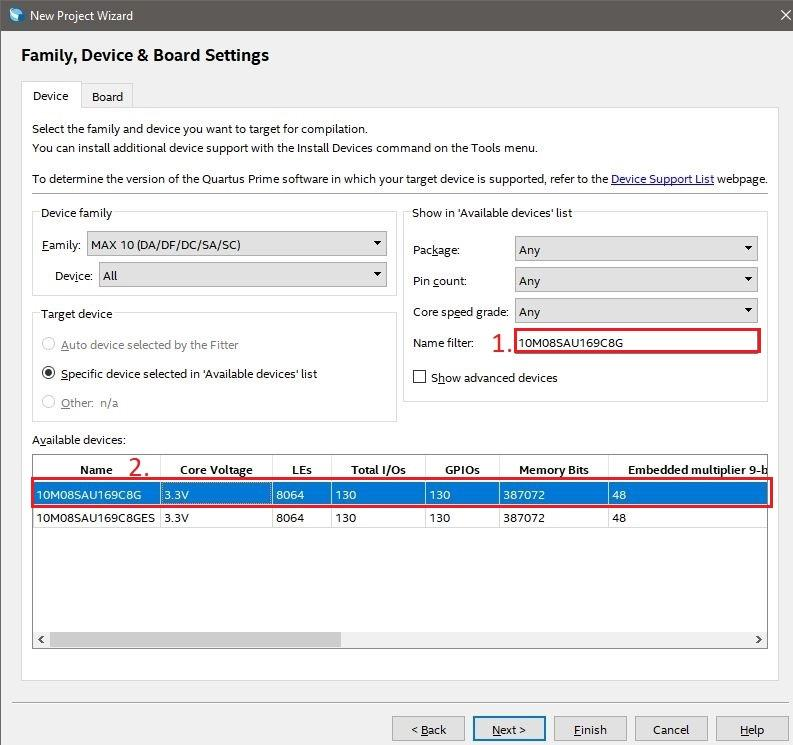 New Project Wizard
Family, Device & Board Settings
Device Board
Select the family and device you want to target for compilation.
You can install additional device support with the Install Devices command on the Tools menu.
To determine the version of the Quartus Prime software in which your target device is supported, refer to the Device Support List webpage.
Device family
Family: MAX 10 (DA/DF/DC/SA/SC)
Device: All
Target device
Auto device selected by the Fitter
Specific device selected in 'Available devices' list
Other: n/a
Show in 'Available devices' list
Package: Any
Pin count: Any
Core speed grade: Any
Name filter: 1. 10M08SAU169C8G
Show advanced devices
Available devices:
Name 2. Core Voltage LEs Total I/Os GPIOs Memory Bits Embedded multiplier 9-b
10M08SAU169C8G 3.3V 8064 130 130 387072 48
10M08SAU169C8GES 3.3V 8064 130 130 387072 48
< Back Next > Finish Cancel Help